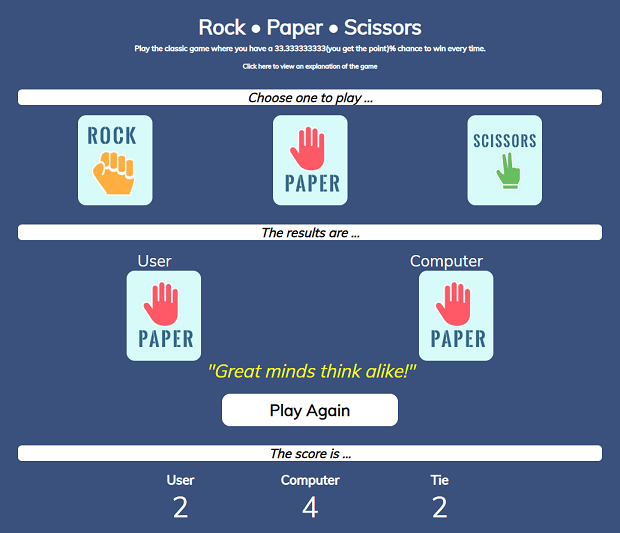 Rock • Paper • Scissors
Play the classic game where you have a 33.333333333(you get the point)% chance to win every time.
Click here to view an explanation of the game
Choose one to play ...
ROCK
PAPER
SCISSORS
The results are ...
User Computer
PAPER PAPER
"Great minds think alike!"
Play Again
The score is ...
User Computer Tie
2 4 2